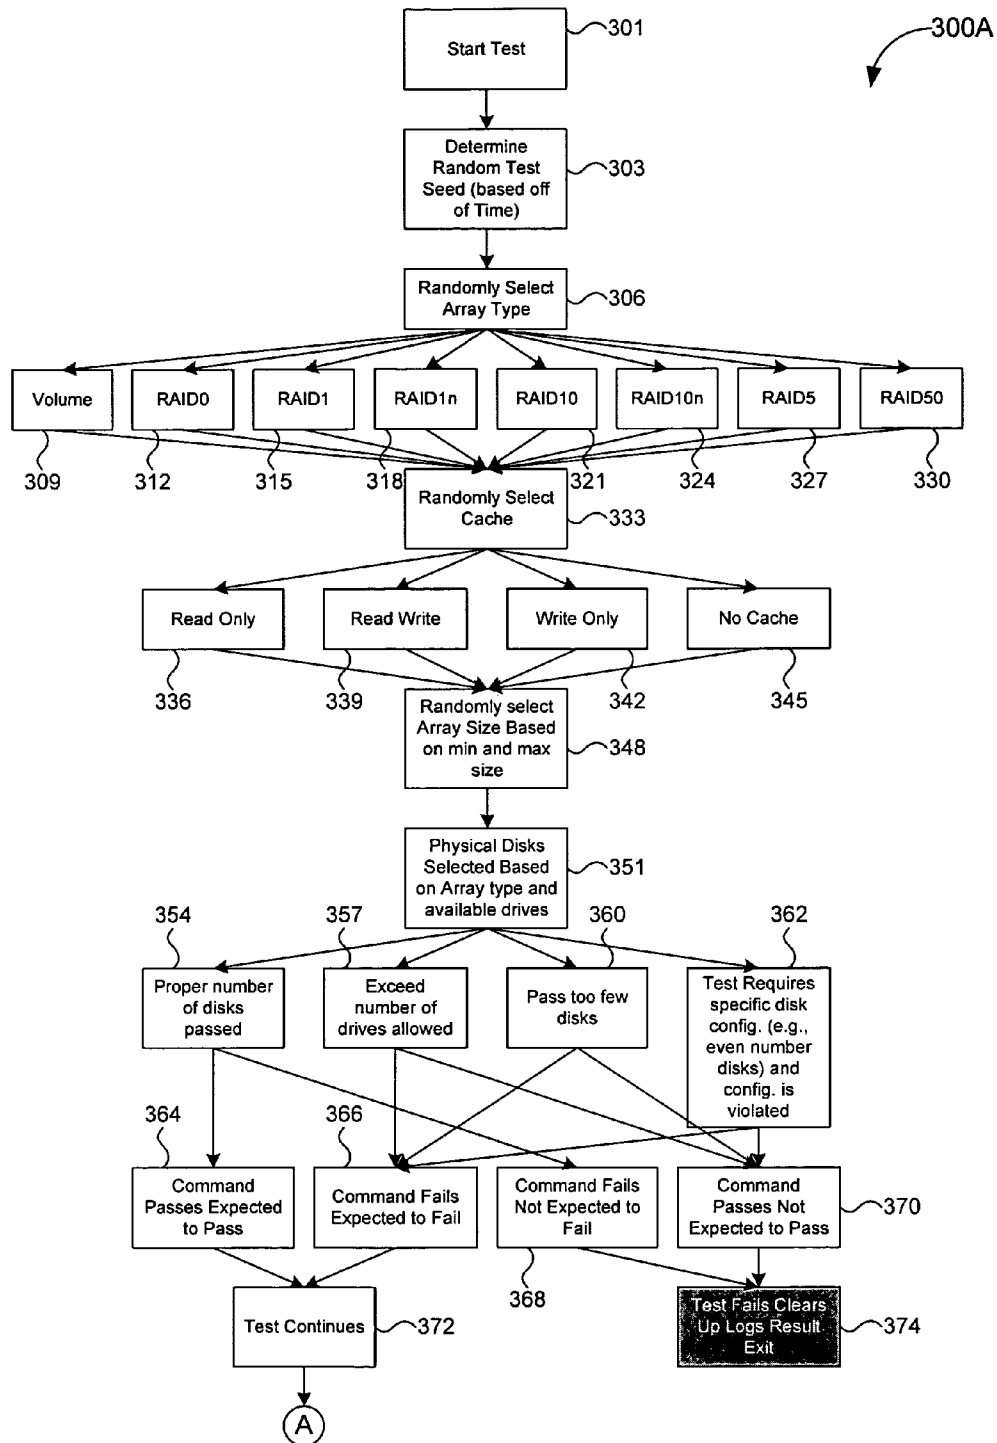 301
300A
Start Test
Determine
Random Test
Seed (based off
of Time)
303
Randomly Select
Array Type
306
Volume
RAID0
RAID1
RAID1n
RAID10
RAID10n
RAID5
RAID50
309
312
315
318
321
324
327
330
Randomly Select
Cache
333
Read Only
Read Write
Write Only
No Cache
336
339
342
345
Randomly select
Array Size Based
on min and max
size
348
Physical Disks
Selected Based
on Array type and
available drives
351
354
357
360
362
Proper number
of disks
passed
Exceed
number of
drives allowed
Pass too few
disks
Test Requires
specific disk
config. (e.g.,
even number
disks) and
config. is
violated
364
366
Command
Passes Expected
to Pass
Command Fails
Expected to Fail
Command Fails
Not Expected to
Fail
Command
Passes Not
Expected to Pass
370
368
Test Continues
372
Test Fails Clears
Up Logs Result
Exit
374
A